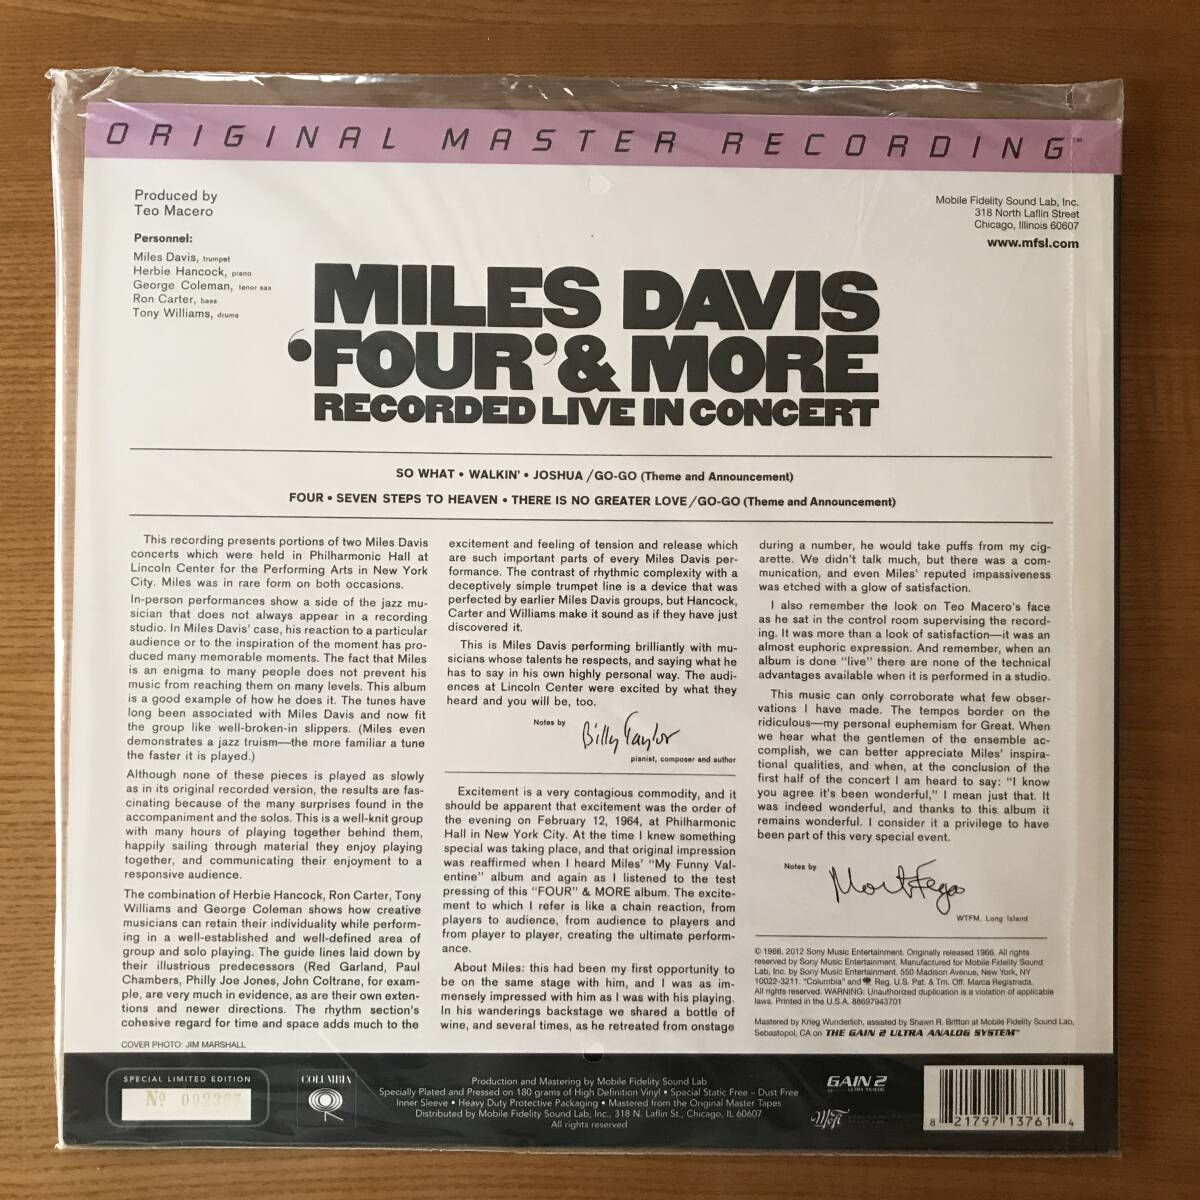 ORIGINAL MASTER RECORDING™
Produced by
Teo Macero
Personnel:
Miles Davis, trumpet
Herbie Hancock, piano
George Coleman, tenor sax
Ron Carter, bass
Tony Williams, drums
Mobile Fidelity Sound Lab, Inc.
318 North Laflin Street
Chicago, Illinois 60607
www.mfsl.com
MILES DAVIS
‘FOUR’ & MORE
RECORDED LIVE IN CONCERT
SO WHAT • WALKIN' • JOSHUA/GO-GO (Theme and Announcement)
FOUR • SEVEN STEPS TO HEAVEN • THERE IS NO GREATER LOVE/GO-GO (Theme and Announcement)
This recording presents portions of two Miles Davis
concerts which were held in Philharmonic Hall at
Lincoln Center for the Performing Arts in New York
City. Miles was in rare form on both occasions.
In-person performances show a side of the jazz mu-
sician that does not always appear in a recording
studio. In Miles Davis' case, his reaction to a particular
audience or to the inspiration of the moment has pro-
duced many memorable moments. The fact that Miles
is an enigma to many people does not prevent his
music from reaching them on many levels. This album
is a good example of how he does it. The tunes have
long been associated with Miles Davis and now fit
the group like well-broken-in slippers. (Miles even
demonstrates a jazz truism—the more familiar a tune
the faster it is played.)
Although none of these pieces is played as slowly
as in its original recorded version, the results are fas-
cinating because of the many surprises found in the
accompaniment and the solos. This is a well-knit group
with many hours of playing together behind them,
happily sailing through material they enjoy playing
together, and communicating their enjoyment to a
responsive audience.
The combination of Herbie Hancock, Ron Carter, Tony
Williams and George Coleman shows how creative
musicians can retain their individuality while perform-
ing in a well-established and well-defined area of
group and solo playing. The guide lines laid down by
their illustrious predecessors (Red Garland, Paul
Chambers, Philly Joe Jones, John Coltrane, for exam-
ple, are very much in evidence, as are their own exten-
tions and newer directions. The rhythm section's
cohesive regard for time and space adds much to the
COVER PHOTO: JIM MARSHALL
excitement and feeling of tension and release which
are such important parts of every Miles Davis per-
formance. The contrast of rhythmic complexity with a
deceptively simple trumpet line is a device that was
perfected by earlier Miles Davis groups, but Hancock,
Carter and Williams make it sound as if they have just
discovered it.
This is Miles Davis performing brilliantly with mu-
sicians whose talents he respects, and saying what he
has to say in his own highly personal way. The audi-
ences at Lincoln Center were excited by what they
heard and you will be, too.
Notes by Billy Taylor
pianist, composer and author
Excitement is a very contagious commodity, and it
should be apparent that excitement was the order of
the evening on February 12, 1964, at Philharmonic
Hall in New York City. At the time I knew something
special was taking place, and that original impression
was reaffirmed when I heard Miles' "My Funny Val-
entine" album and again as I listened to the test
pressing of this "FOUR" & MORE album. The excite-
ment to which I refer is like a chain reaction, from
players to audience, from audience to players and
from player to player, creating the ultimate perform-
ance.
About Miles: this had been my first opportunity to
be on the same stage with him, and I was as im-
mensely impressed with him as I was with his playing.
In his wanderings backstage we shared a bottle of
wine, and several times, as he retreated from onstage
during a number, he would take puffs from my cig-
arette. We didn't talk much, but there was a com-
munication, and even Miles' reputed impassiveness
was etched with a glow of satisfaction.
I also remember the look on Teo Macero's face
as he sat in the control room supervising the record-
ing. It was more than a look of satisfaction—it was an
almost euphoric expression. And remember, when an
album is done "live" there are none of the technical
advantages available when it is performed in a studio.
This music can only corroborate what few obser-
vations I have made. The tempos border on the
ridiculous—my personal euphemism for Great. When
we hear what the gentlemen of the ensemble ac-
complish, we can better appreciate Miles' inspira-
tional qualities, and when, at the conclusion of the
first half of the concert I am heard to say: "I know
you agree it's been wonderful," I mean just that. It
was indeed wonderful, and thanks to this album it
remains wonderful. I consider it a privilege to have
been part of this very special event.
Notes by Mort Fega
WTFM, Long Island
© 1966, 2012 Sony Music Entertainment. Originally released 1966. All rights
reserved by Sony Music Entertainment. Manufactured for Mobile Fidelity Sound
Lab, Inc. by Sony Music Entertainment. 550 Madison Avenue, New York, NY
10022-3211. "Columbia" and Reg. U.S. Pat. & Tm. Off. Marca Registrada.
All rights reserved. WARNING: Unauthorized duplication is a violation of applicable
laws. Printed in the U.S.A. 88697943701
Mastered by Krieg Wunderlich, assisted by Shawn R. Britton at Mobile Fidelity Sound Lab,
Sebastopol, CA on THE GAIN 2 ULTRA ANALOG SYSTEM™
SPECIAL LIMITED EDITION
Nº
COLUMBIA
Production and Mastering by Mobile Fidelity Sound Lab
Specially Plated and Pressed on 180 grams of High Definition Vinyl • Special Static Free – Dust Free
Inner Sleeve • Heavy Duty Protective Packaging • Mastered from the Original Master Tapes
Distributed by Mobile Fidelity Sound Lab, Inc., 318 N. Laflin St., Chicago, IL 60607
All rights reserved
GAIN 2
ULTRA ANALOG
MoFi
8 21797 13761 4